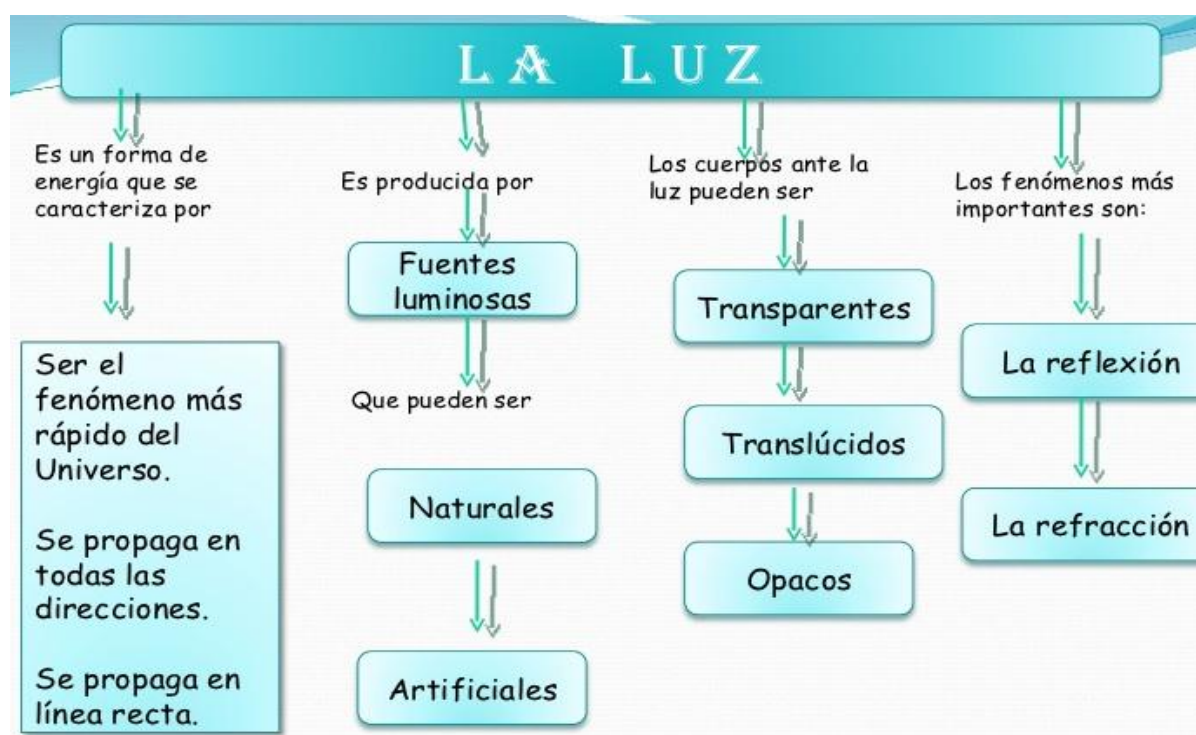 LA LUZ
Es un forma de
energía que se
caracteriza por
Ser el
fenómeno más
rápido del
Universo.
Se propaga en
todas las
direcciones.
Se propaga en
línea recta.
Es producida por
Fuentes
luminosas
Que pueden ser
Naturales
Artificiales
Los cuerpos ante la
luz pueden ser
Transparentes
Translúcidos
Opacos
Los fenómenos más
importantes son:
La reflexión
La refracción